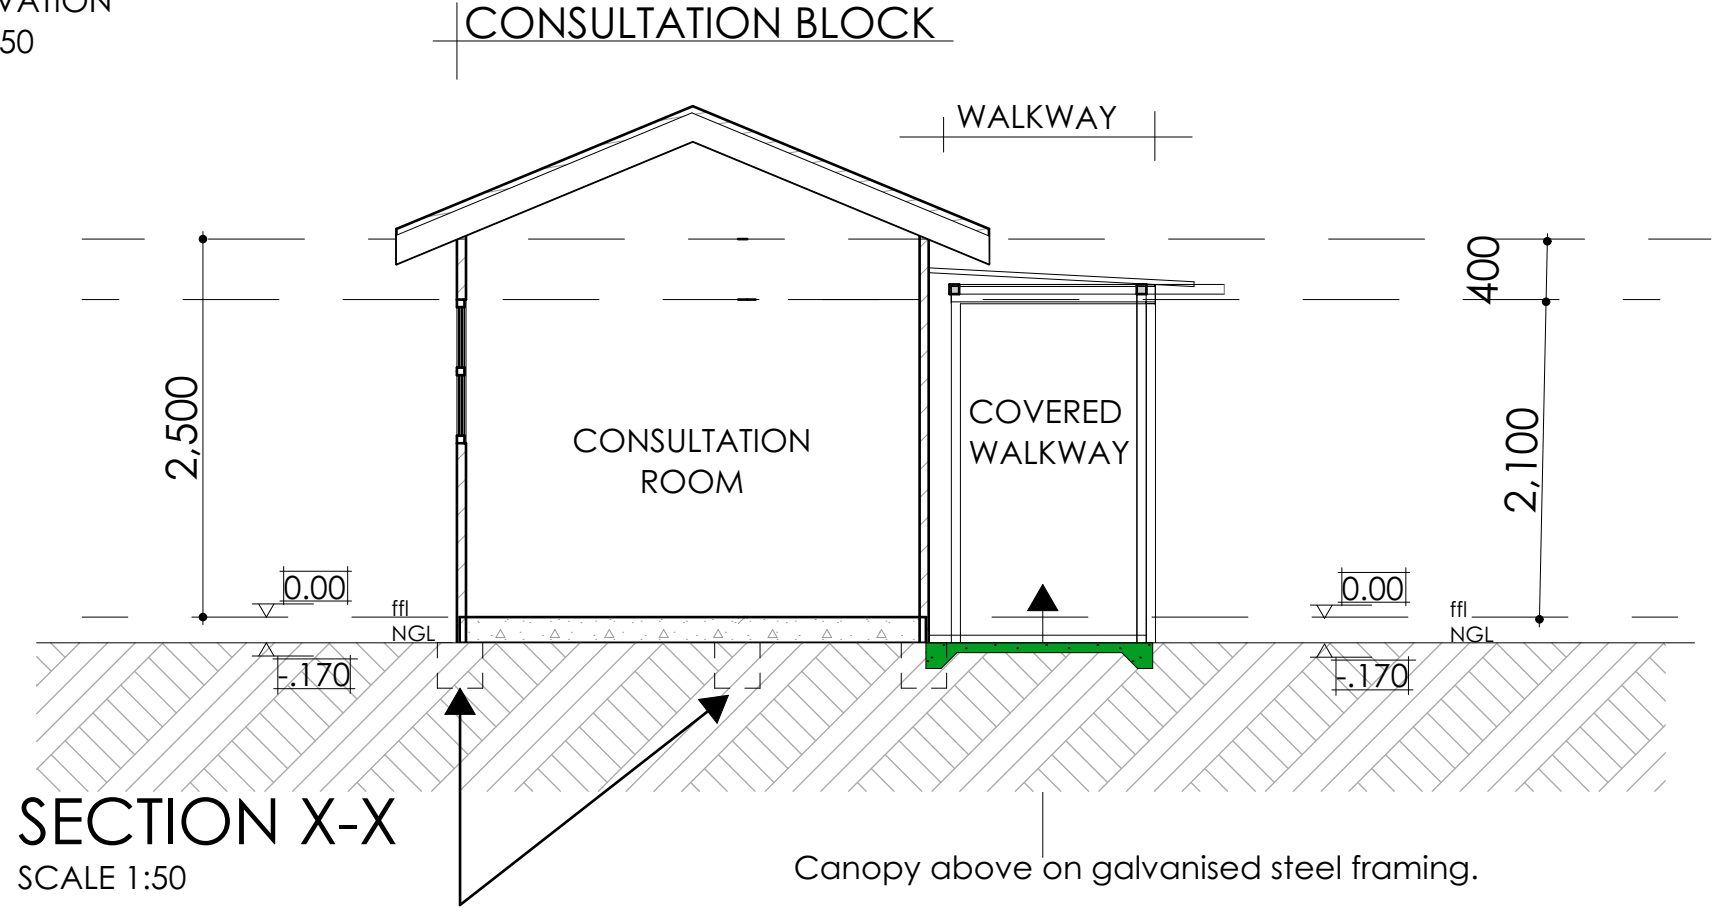 VATION
50
CONSULTATION BLOCK
WALKWAY
400
2,500
2,100
CONSULTATION
ROOM
COVERED
WALKWAY
0.00
ffl
NGL
-.170
0.00
ffl
NGL
-.170
SECTION X-X
SCALE 1:50
Canopy above on galvanised steel framing.